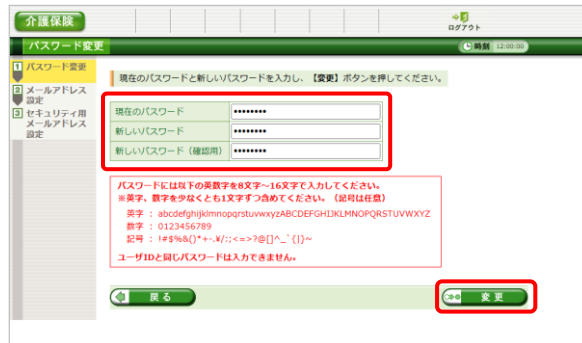 介護保険
ログアウト
パスワード変更
時刻 12:00:00
1 パスワード変更
2 メールアドレス
設定
3 セキュリティ用
メールアドレス
設定
現在のパスワードと新しいパスワードを入力し、【変更】ボタンを押してください。
現在のパスワード ••••••••
新しいパスワード ••••••••
新しいパスワード（確認用） ••••••••
パスワードには以下の英数字を8文字～16文字で入力してください。
※英字、数字を少なくとも1文字ずつ含めてください。（記号は任意）
英字 : abcdefghijklmnopqrstuvwxyzABCDEFGHIJKLMNOPQRSTUVWXYZ
数字 : 0123456789
記号 : !#$%&()*+-.¥/:;<=>?@[]^_`{|}~
ユーザIDと同じパスワードは入力できません。
戻る
変更